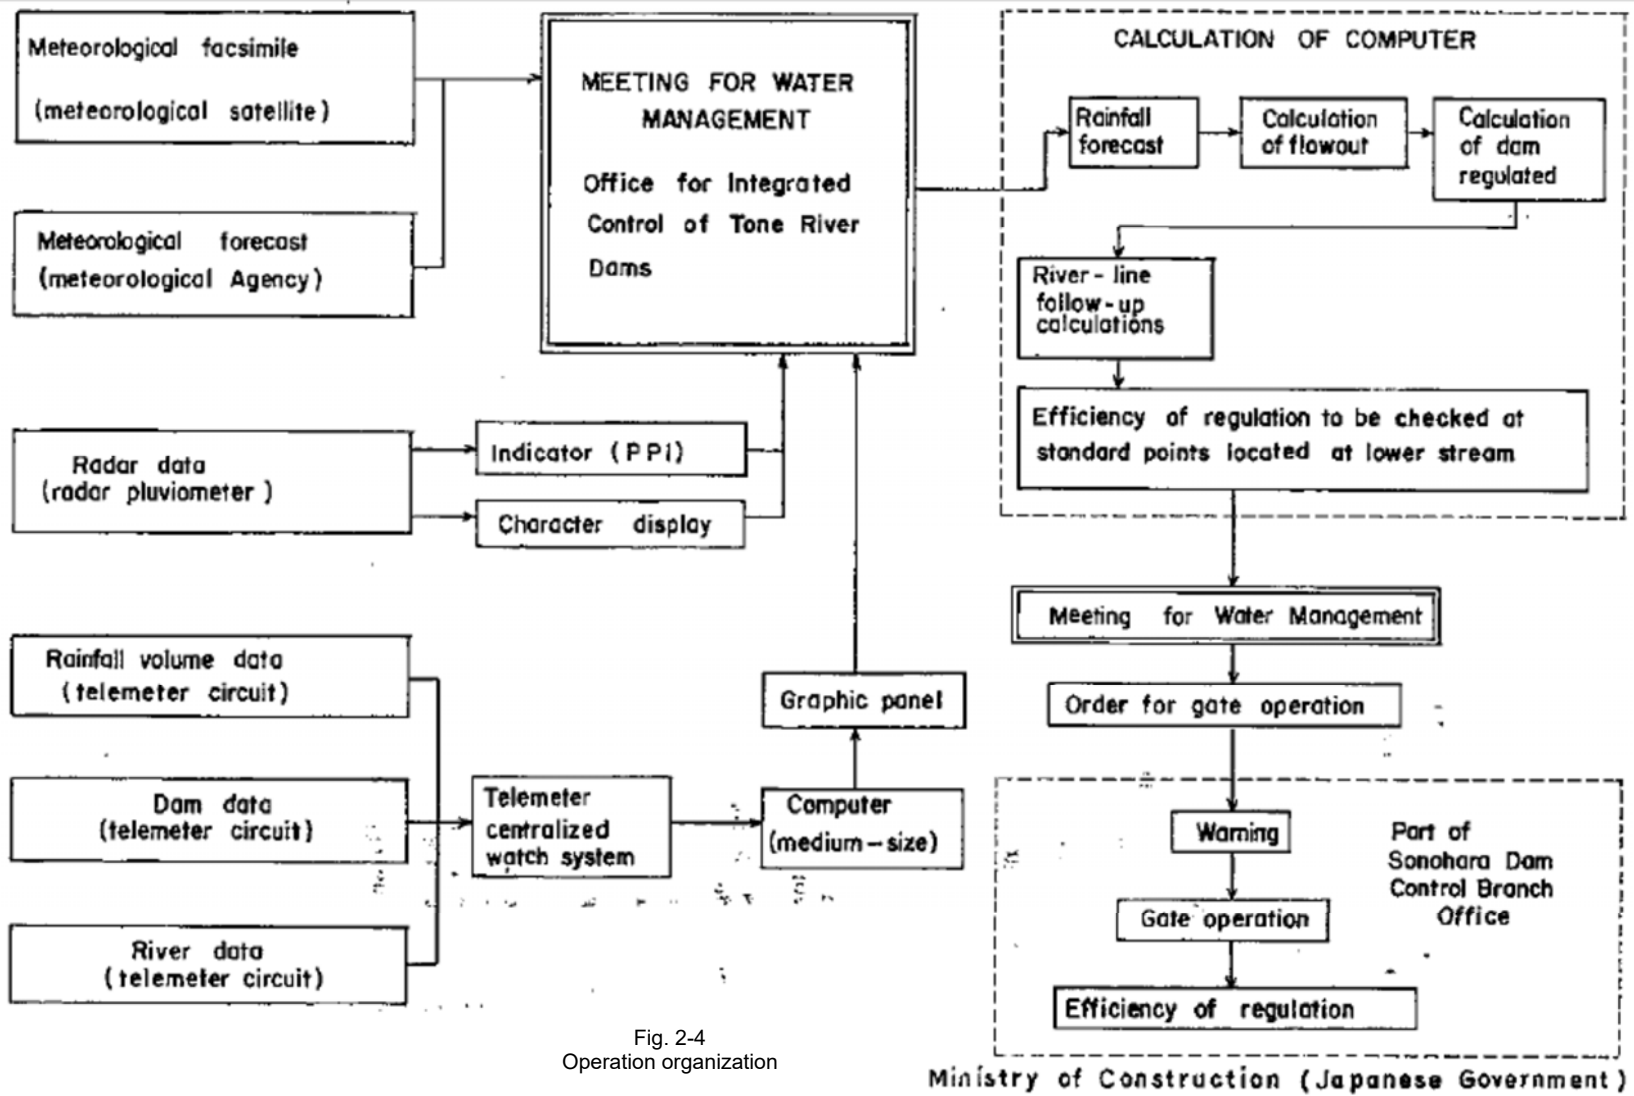 Meteorological facsimile
(meteorological satellite)
Meteorological forecast
(meteorological Agency)
MEETING FOR WATER
MANAGEMENT
Office for Integrated
Control of Tone River
Dams
CALCULATION OF COMPUTER
Rainfall
forecast
Calculation
of flowout
Calculation
of dam
regulated
River-line
follow-up
calculations
Efficiency of regulation to be checked at
standard points located at lower stream
Radar data
(radar pluviometer)
Indicator (PPI)
Character display
Rainfall volume data
(telemeter circuit)
Dam data
(telemeter circuit)
River data
(telemeter circuit)
Telemeter
centralized
watch system
Computer
(medium-size)
Graphic panel
Meeting for Water Management
Order for gate operation
Warning
Gate operation
Efficiency of regulation
Part of
Sonohara Dam
Control Branch
Office
Fig. 2-4
Operation organization
Ministry of Construction (Japanese Government)